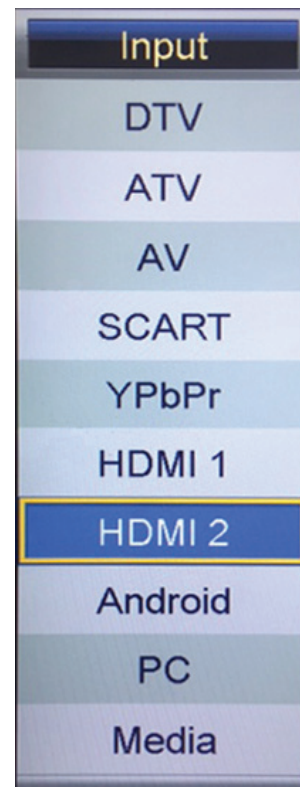 Input
DTV
ATV
AV
SCART
YPbPr
HDMI 1
HDMI 2
Android
PC
Media